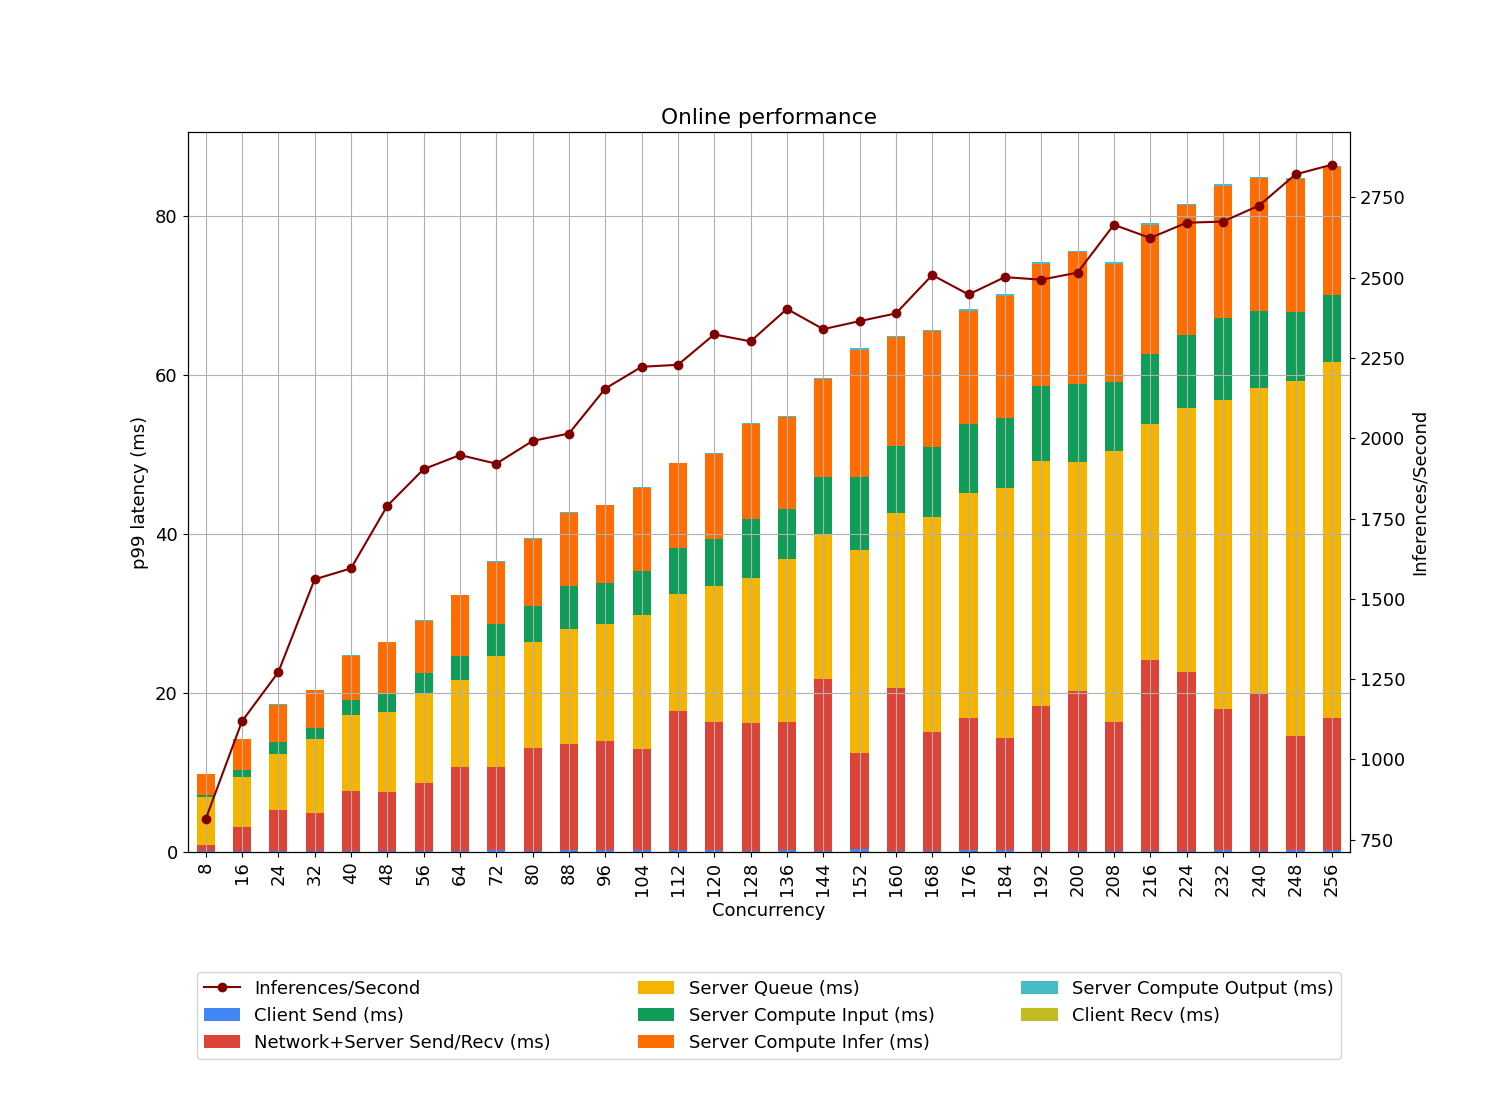 Online performance
80
60
40
20
0
p99 latency (ms)
2750
2500
2250
2000
1750
1500
1250
1000
750
Inferences/Second
8 16 24 32 40 48 56 64 72 80 88 96 104 112 120 128 136 144 152 160 168 176 184 192 200 208 216 224 232 240 248 256
Concurrency
Inferences/Second
Client Send (ms)
Network+Server Send/Recv (ms)
Server Queue (ms)
Server Compute Input (ms)
Server Compute Infer (ms)
Server Compute Output (ms)
Client Recv (ms)